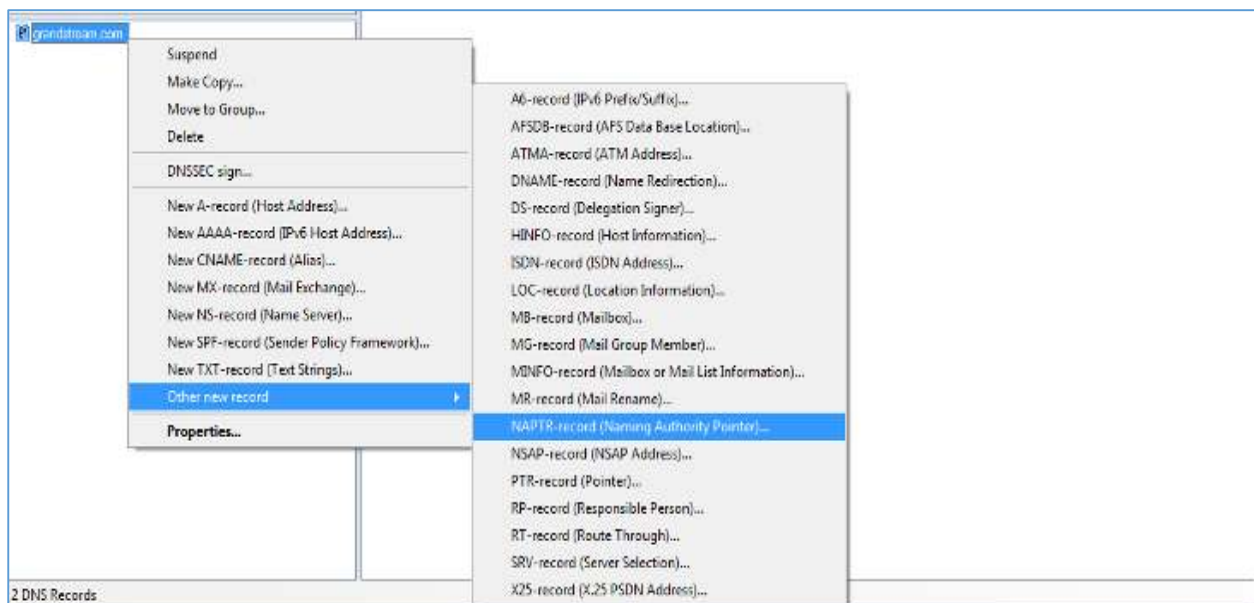 grandstream.com
Suspend
Make Copy...
Move to Group...
Delete
DNSSEC sign...
New A-record (Host Address)...
New AAAA-record (IPv6 Host Address)...
New CNAME-record (Alias)...
New MX-record (Mail Exchange)...
New NS-record (Name Server)...
New SPF-record (Sender Policy Framework)...
New TXT-record (Text Strings)...
Other new record
Properties...
A6-record (IPv6 Prefix/Suffix)...
AFSDB-record (AFS Data Base Location)...
ATMA-record (ATM Address)...
DNAME-record (Name Redirection)...
DS-record (Delegation Signer)...
HINFO-record (Host Information)...
ISDN-record (ISDN Address)...
LOC-record (Location Information)...
MB-record (Mailbox)...
MG-record (Mail Group Member)...
MINFO-record (Mailbox or Mail List Information)...
MR-record (Mail Rename)...
NAPTR-record (Naming Authority Pointer)...
NSAP-record (NSAP Address)...
PTR-record (Pointer)...
RP-record (Responsible Person)...
RT-record (Route Through)...
SRV-record (Server Selection)...
X25-record (X.25 PSDN Address)...
2 DNS Records